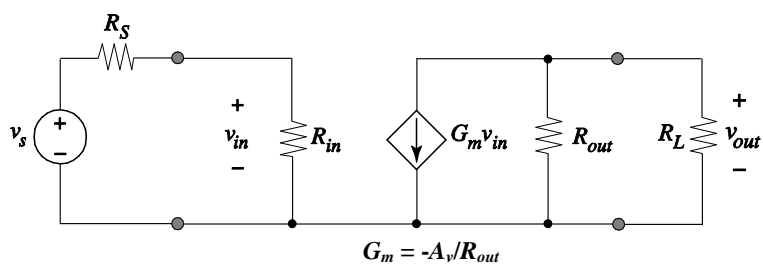 R_S
+
-
v_s
+
v_in
-
R_in
G_m v_in
R_out
R_L
+
v_out
-
G_m = -A_v/R_out